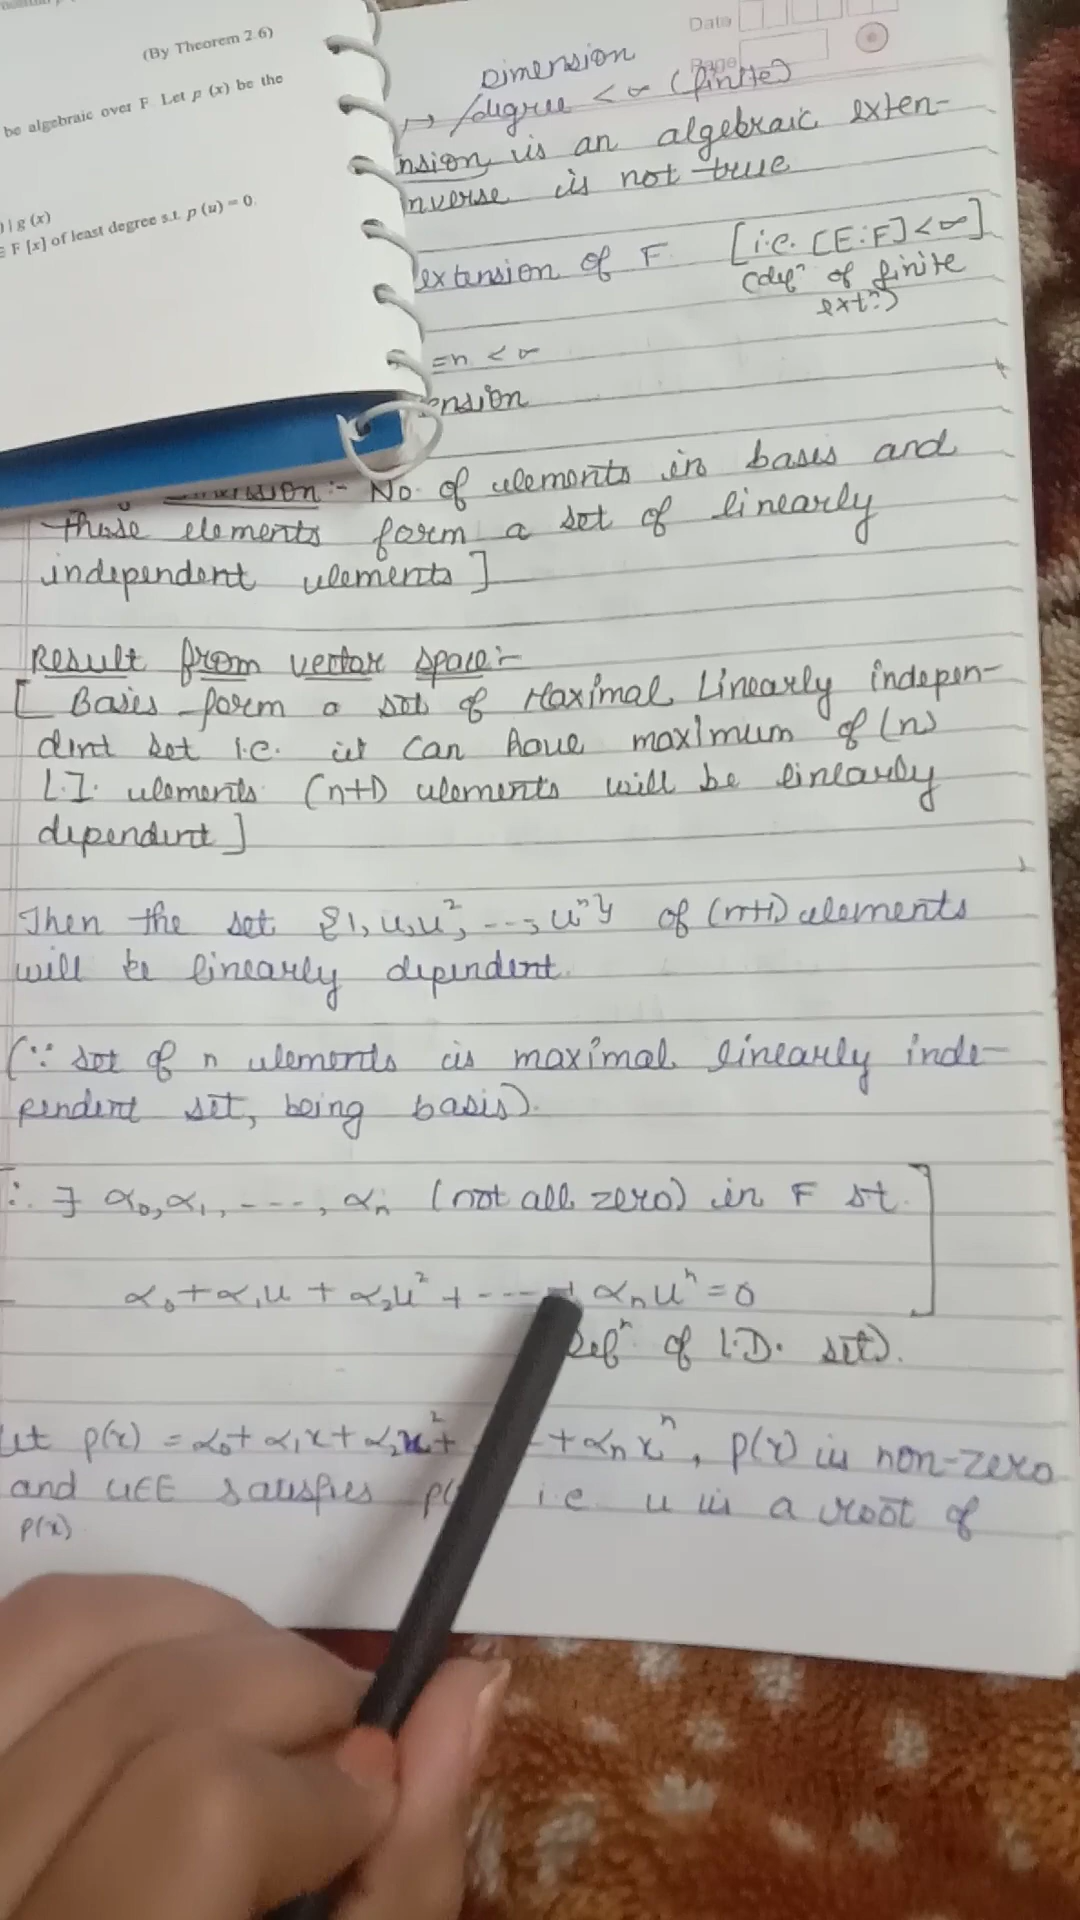 (By Theorem 2.6)
be algebraic over F. Let p (x) be the
) | g (x)
F [x] of least degree s.t. p (u) = 0.
Data
Page
Dimension
↦ /degree < ∞ (finite)
nsion is an algebraic exten-
nverse is not true
extension of F. [i.e. [E:F] < ∞]
(defⁿ of finite
extⁿ)
= n < ∞
ension
:- No. of elements in basis and
these elements form a set of linearly
independent elements ]
Result from vector space:-
[ Basis form a set of Maximal Linearly indepen-
dent set i.e. it can have maximum of (n)
L.I. elements. (n+1) elements will be linearly
dependent ]
Then the set {1, u, u², ---, uⁿ} of (n+1) elements
will be linearly dependent.
(∵ set of n elements is maximal linearly inde-
pendent set, being basis).
∴ ∃ α₀, α₁, ----, αₙ (not all zero) in F st.
α₀ + α₁u + α₂u² + --- + αₙuⁿ = 0
Defⁿ of L.D. set).
Let p(x) = α₀ + α₁x + α₂x² + + αₙxⁿ, p(x) is non-zero
and u∈E satisfies p( i.e u is a root of
p(x)